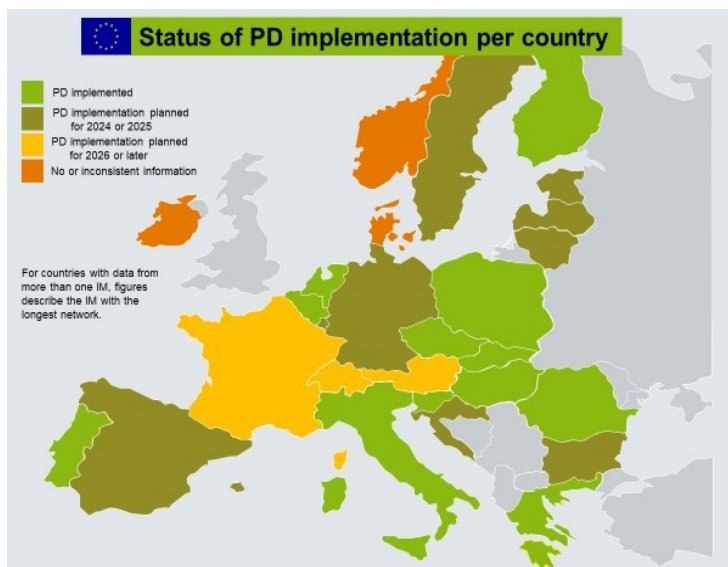 Status of PD implementation per country
PD implemented
PD implementation planned
for 2024 or 2025
PD implementation planned
for 2026 or later
No or inconsistent information
For countries with data from
more than one IM, figures
describe the IM with the
longest network.